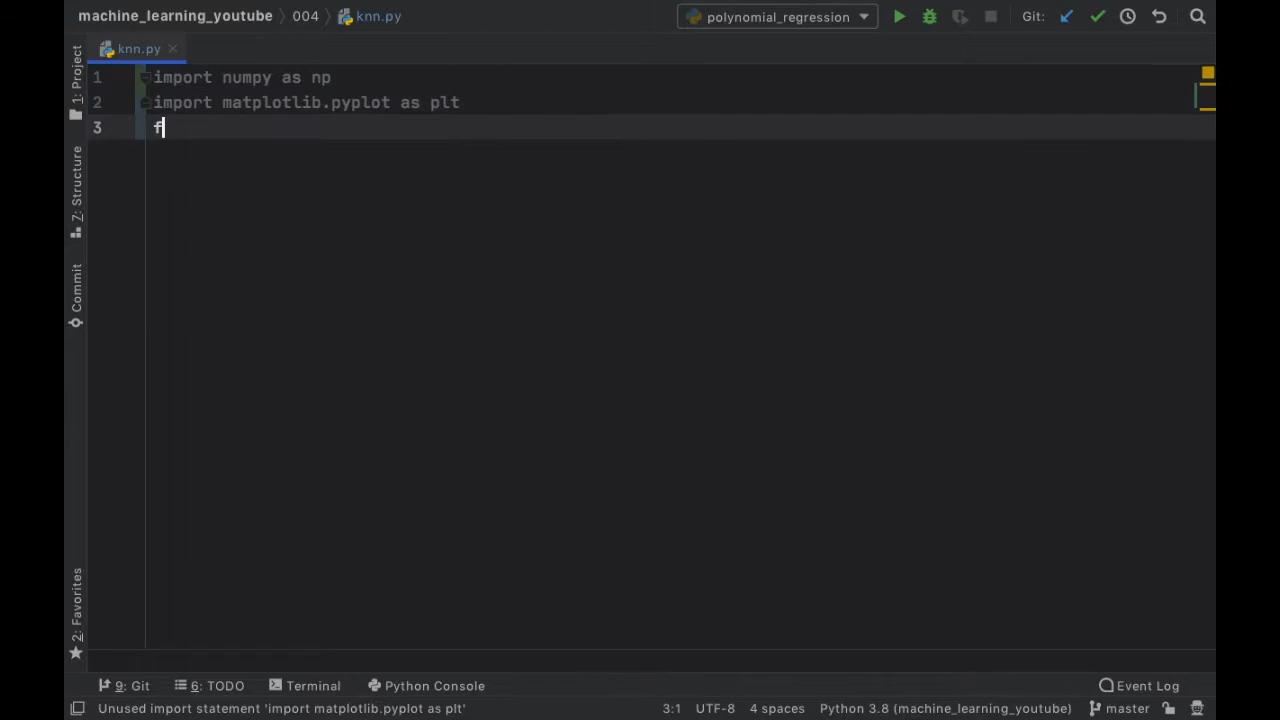 machine_learning_youtube 004 knn.py polynomial_regression Git:
knn.py
1: Project
7: Structure
Commit
2: Favorites
1 import numpy as np
2 import matplotlib.pyplot as plt
3 f
9: Git 6: TODO Terminal Python Console Event Log
Unused import statement 'import matplotlib.pyplot as plt' 3:1 UTF-8 4 spaces Python 3.8 (machine_learning_youtube) master